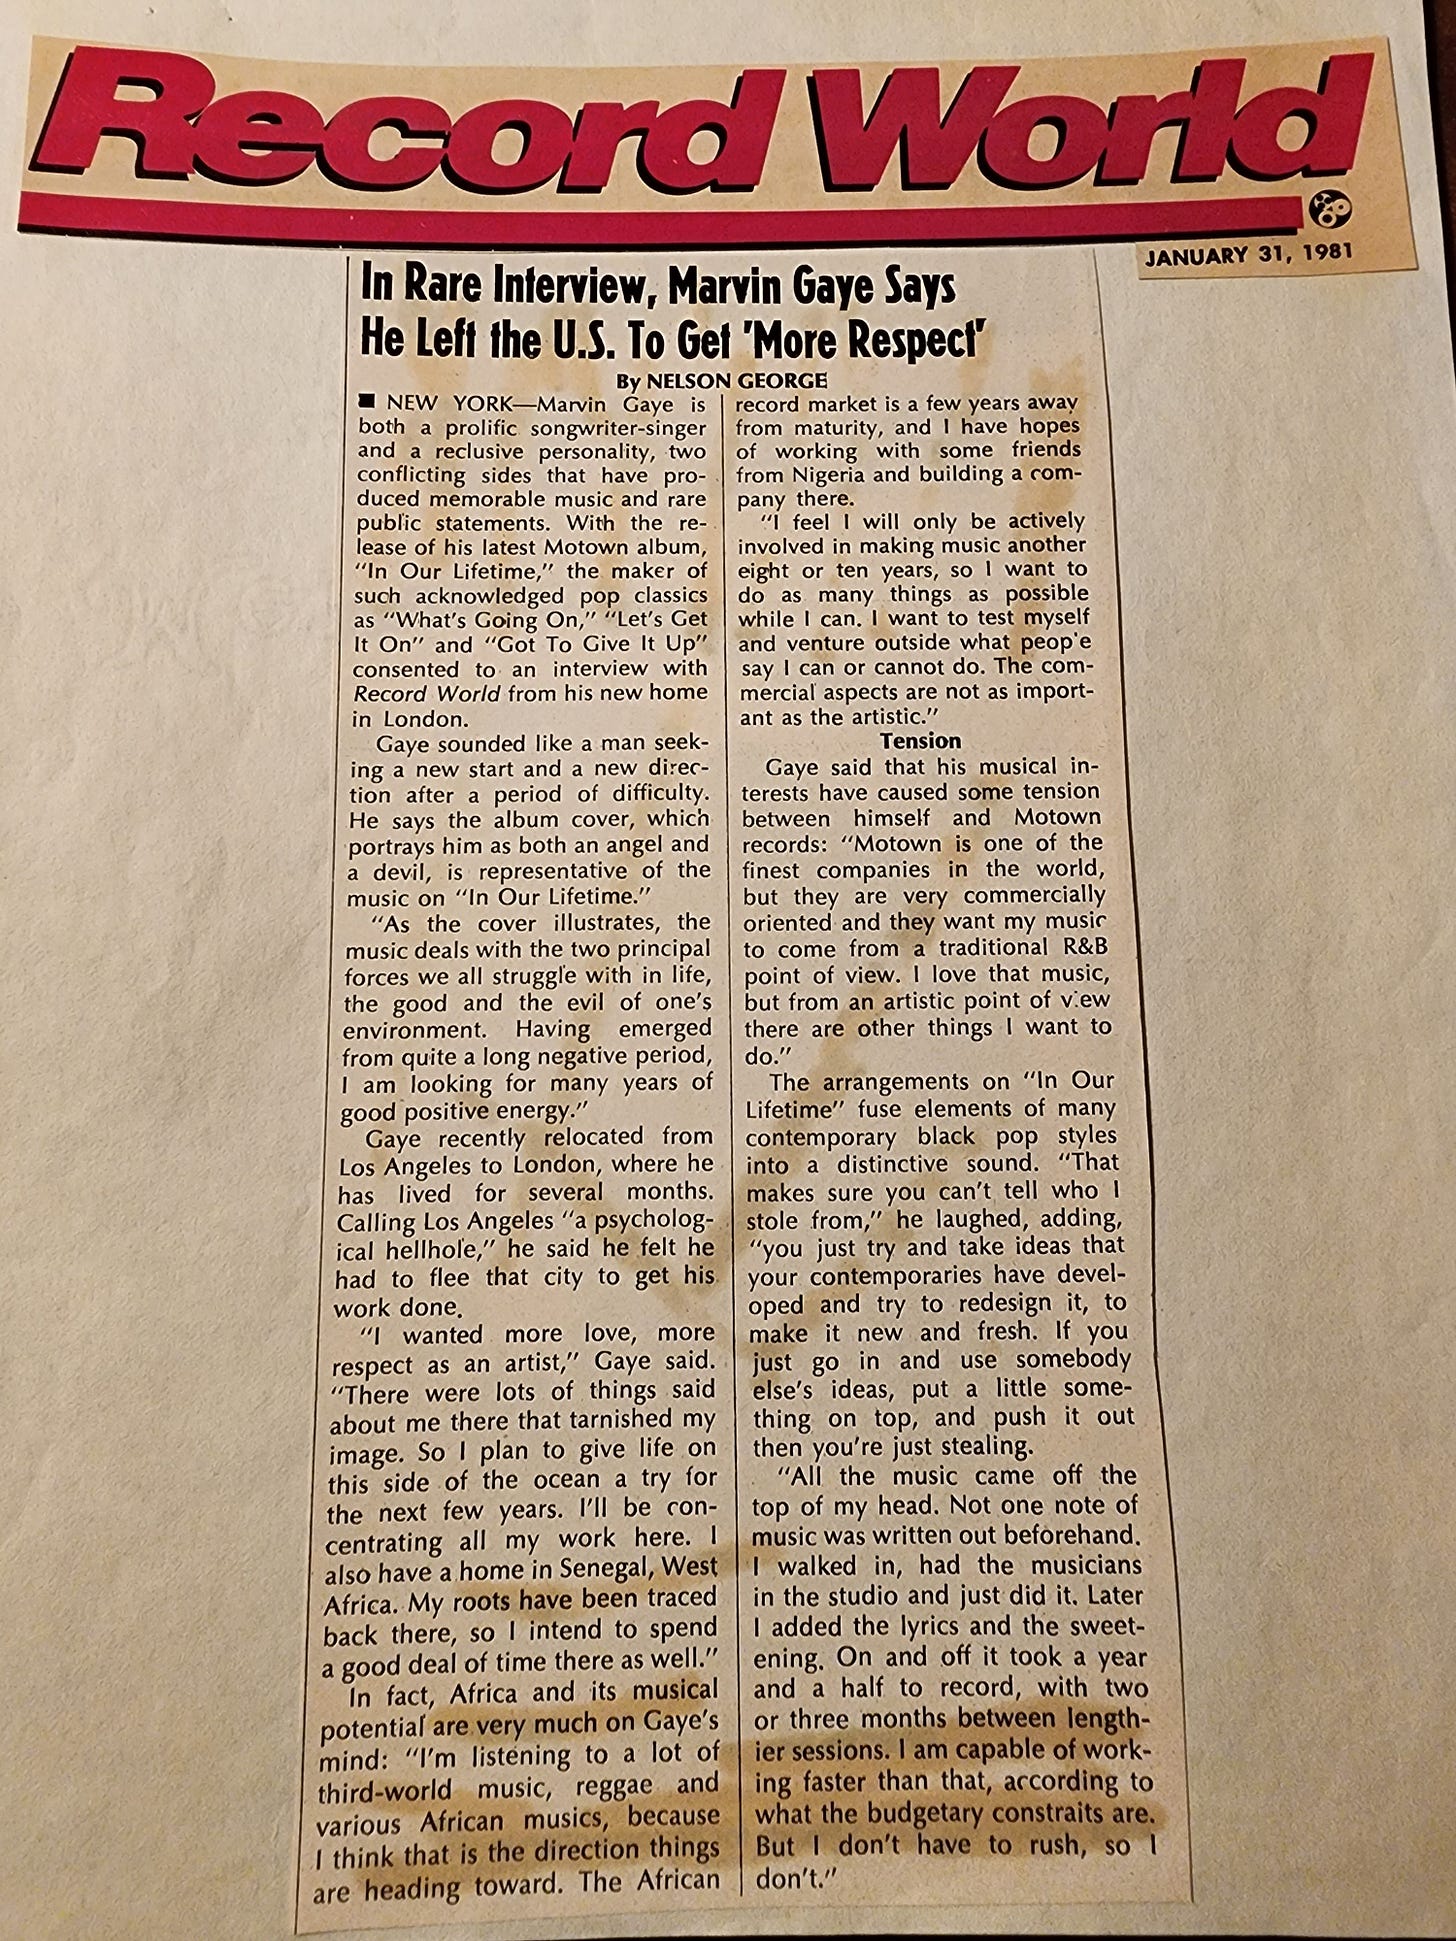 Record World
JANUARY 31, 1981
In Rare Interview, Marvin Gaye Says
He Left the U.S. To Get 'More Respect'
By NELSON GEORGE
■ NEW YORK—Marvin Gaye is
both a prolific songwriter-singer
and a reclusive personality, two
conflicting sides that have pro-
duced memorable music and rare
public statements. With the re-
lease of his latest Motown album,
"In Our Lifetime," the maker of
such acknowledged pop classics
as "What's Going On," "Let's Get
It On" and "Got To Give It Up"
consented to an interview with
Record World from his new home
in London.
Gaye sounded like a man seek-
ing a new start and a new direc-
tion after a period of difficulty.
He says the album cover, which
portrays him as both an angel and
a devil, is representative of the
music on "In Our Lifetime."
"As the cover illustrates, the
music deals with the two principal
forces we all struggle with in life,
the good and the evil of one's
environment. Having emerged
from quite a long negative period,
I am looking for many years of
good positive energy."
Gaye recently relocated from
Los Angeles to London, where he
has lived for several months.
Calling Los Angeles "a psycholog-
ical hellhole," he said he felt he
had to flee that city to get his
work done.
"I wanted more love, more
respect as an artist," Gaye said.
"There were lots of things said
about me there that tarnished my
image. So I plan to give life on
this side of the ocean a try for
the next few years. I'll be con-
centrating all my work here. I
also have a home in Senegal, West
Africa. My roots have been traced
back there, so I intend to spend
a good deal of time there as well."
In fact, Africa and its musical
potential are very much on Gaye's
mind: "I'm listening to a lot of
third-world music, reggae and
various African musics, because
I think that is the direction things
are heading toward. The African
record market is a few years away
from maturity, and I have hopes
of working with some friends
from Nigeria and building a com-
pany there.
"I feel I will only be actively
involved in making music another
eight or ten years, so I want to
do as many things as possible
while I can. I want to test myself
and venture outside what peop'e
say I can or cannot do. The com-
mercial aspects are not as import-
ant as the artistic."
Tension
Gaye said that his musical in-
terests have caused some tension
between himself and Motown
records: "Motown is one of the
finest companies in the world,
but they are very commercially
oriented and they want my music
to come from a traditional R&B
point of view. I love that music,
but from an artistic point of view
there are other things I want to
do."
The arrangements on "In Our
Lifetime" fuse elements of many
contemporary black pop styles
into a distinctive sound. "That
makes sure you can't tell who I
stole from," he laughed, adding,
"you just try and take ideas that
your contemporaries have devel-
oped and try to redesign it, to
make it new and fresh. If you
just go in and use somebody
else's ideas, put a little some-
thing on top, and push it out
then you're just stealing.
"All the music came off the
top of my head. Not one note of
music was written out beforehand.
I walked in, had the musicians
in the studio and just did it. Later
I added the lyrics and the sweet-
ening. On and off it took a year
and a half to record, with two
or three months between length-
ier sessions. I am capable of work-
ing faster than that, according to
what the budgetary constraits are.
But I don't have to rush, so I
don't."